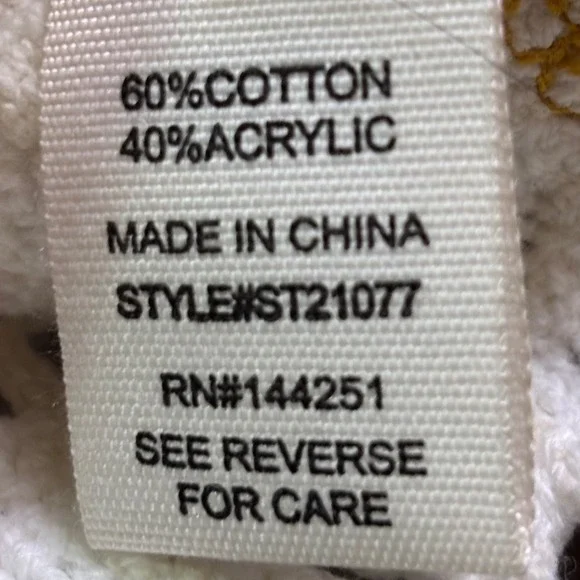 60%COTTON
40%ACRYLIC
MADE IN CHINA
STYLE#ST21077
RN#144251
SEE REVERSE
FOR CARE